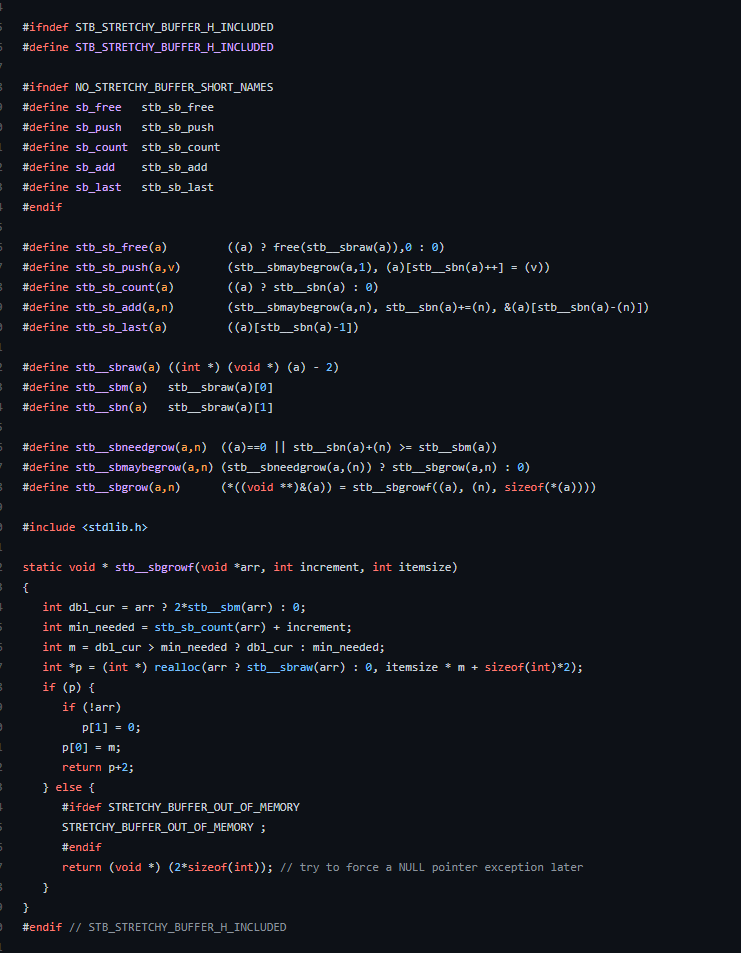 #ifndef STB_STRETCHY_BUFFER_H_INCLUDED
#define STB_STRETCHY_BUFFER_H_INCLUDED

#ifndef NO_STRETCHY_BUFFER_SHORT_NAMES
#define sb_free   stb_sb_free
#define sb_push   stb_sb_push
#define sb_count  stb_sb_count
#define sb_add    stb_sb_add
#define sb_last   stb_sb_last
#endif

#define stb_sb_free(a)         ((a) ? free(stb__sbraw(a)),0 : 0)
#define stb_sb_push(a,v)       (stb__sbmaybegrow(a,1), (a)[stb__sbn(a)++] = (v))
#define stb_sb_count(a)        ((a) ? stb__sbn(a) : 0)
#define stb_sb_add(a,n)        (stb__sbmaybegrow(a,n), stb__sbn(a)+=(n), &(a)[stb__sbn(a)-(n)])
#define stb_sb_last(a)         ((a)[stb__sbn(a)-1])

#define stb__sbraw(a) ((int *) (void *) (a) - 2)
#define stb__sbm(a)   stb__sbraw(a)[0]
#define stb__sbn(a)   stb__sbraw(a)[1]

#define stb__sbneedgrow(a,n)  ((a)==0 || stb__sbn(a)+(n) >= stb__sbm(a))
#define stb__sbmaybegrow(a,n) (stb__sbneedgrow(a,(n)) ? stb__sbgrow(a,n) : 0)
#define stb__sbgrow(a,n)      (*((void **)&(a)) = stb__sbgrowf((a), (n), sizeof(*(a))))

#include <stdlib.h>

static void * stb__sbgrowf(void *arr, int increment, int itemsize)
{
   int dbl_cur = arr ? 2*stb__sbm(arr) : 0;
   int min_needed = stb_sb_count(arr) + increment;
   int m = dbl_cur > min_needed ? dbl_cur : min_needed;
   int *p = (int *) realloc(arr ? stb__sbraw(arr) : 0, itemsize * m + sizeof(int)*2);
   if (p) {
      if (!arr)
         p[1] = 0;
      p[0] = m;
      return p+2;
   } else {
      #ifdef STRETCHY_BUFFER_OUT_OF_MEMORY
      STRETCHY_BUFFER_OUT_OF_MEMORY ;
      #endif
      return (void *) (2*sizeof(int)); // try to force a NULL pointer exception later
   }
}
#endif // STB_STRETCHY_BUFFER_H_INCLUDED